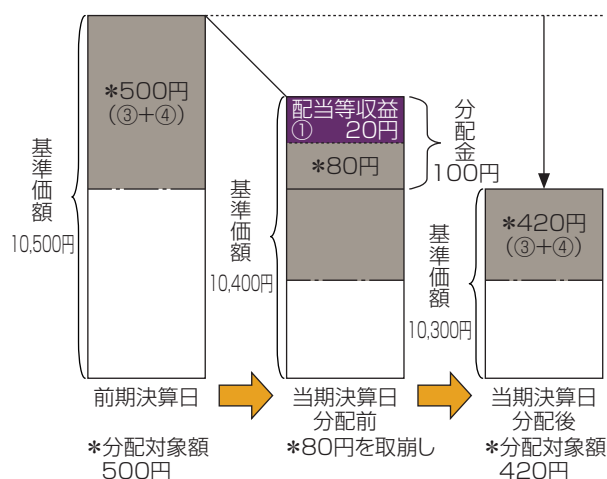 *500円
(③+④)
基準価額
10,500円
前期決算日
*分配対象額
500円
配当等収益
① 20円
*80円
分配金
100円
基準価額
10,400円
当期決算日
分配前
*80円を取崩し
*420円
(③+④)
基準価額
10,300円
当期決算日
分配後
*分配対象額
420円